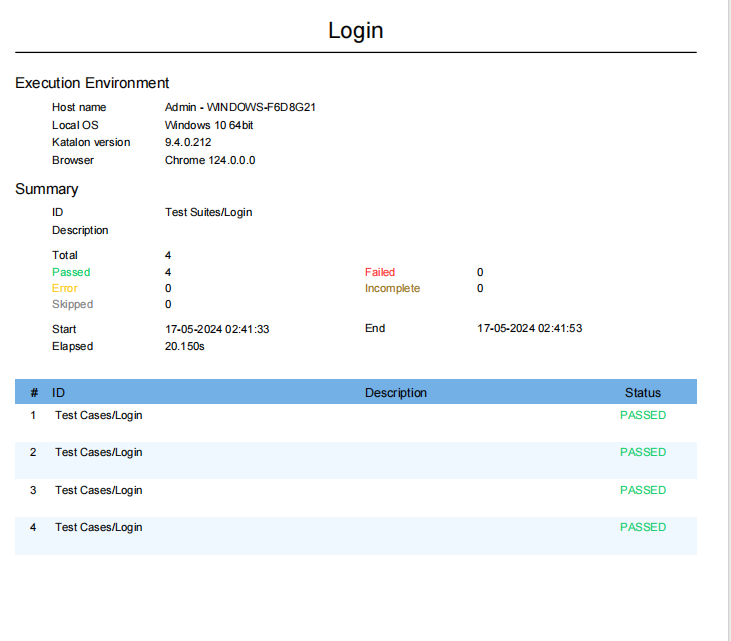 Login
Execution Environment
Host name Admin - WINDOWS-F6D8G21
Local OS Windows 10 64bit
Katalon version 9.4.0.212
Browser Chrome 124.0.0.0
Summary
ID Test Suites/Login
Description
Total 4
Passed 4 Failed 0
Error 0 Incomplete 0
Skipped 0
Start 17-05-2024 02:41:33 End 17-05-2024 02:41:53
Elapsed 20.150s
# ID Description Status
1 Test Cases/Login PASSED
2 Test Cases/Login PASSED
3 Test Cases/Login PASSED
4 Test Cases/Login PASSED